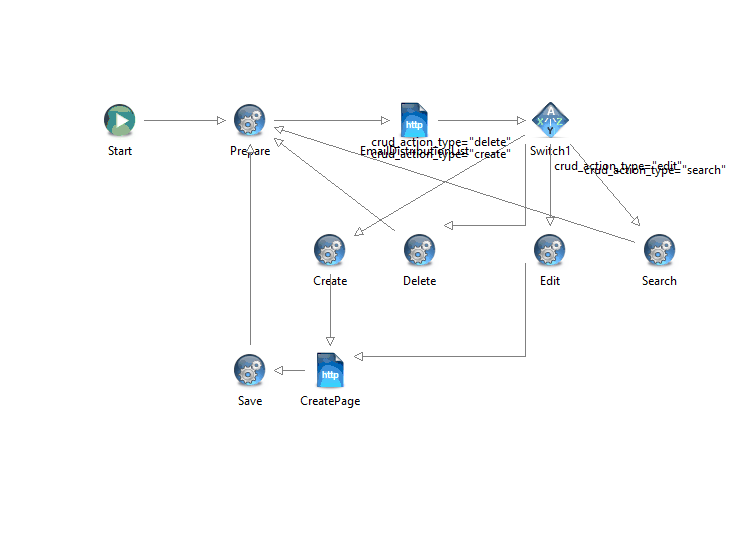 http
A
X
Z
Y
crud_action_type="delete"
Start
Prepare
EmailDistributionList
crud_action_type="create"
Switch1
crud_action_type="edit"
crud_action_type="search"
Create
Delete
Edit
Search
http
Save
CreatePage